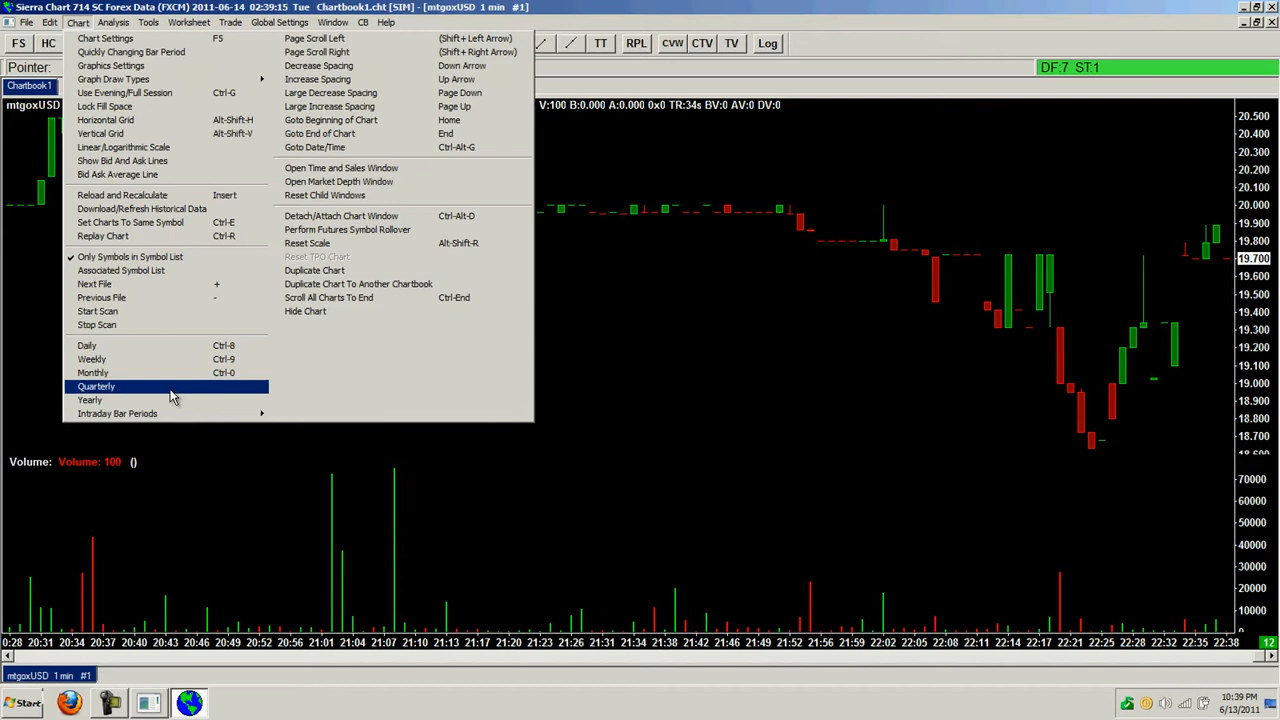 Sierra Chart 714 SC Forex Data (FXCM) 2011-06-14 Tue 02:39:15 Chartbook1.cht [SIM] - [mtgoxUSD 1 min #1]
File Edit Chart Analysis Tools Worksheet Trade Global Settings Window CB Help
FS HC TT RPL CVW CTV TV Log
Pointer: DF:7 ST:1
Chartbook1
mtgoxUSD V:100 B:0.000 A:0.000 0x0 TR:34s BV:0 AV:0 DV:0
Chart Settings F5
Quickly Changing Bar Period
Graphics Settings
Graph Draw Types
Use Evening/Full Session Ctrl-G
Lock Fill Space
Horizontal Grid Alt-Shift-H
Vertical Grid Alt-Shift-V
Linear/Logarithmic Scale
Show Bid And Ask Lines
Bid Ask Average Line
Reload and Recalculate Insert
Download/Refresh Historical Data
Set Charts To Same Symbol Ctrl-E
Replay Chart Ctrl-R
Only Symbols in Symbol List
Associated Symbol List
Next File +
Previous File -
Start Scan
Stop Scan
Daily Ctrl-8
Weekly Ctrl-9
Monthly Ctrl-0
Quarterly
Yearly
Intraday Bar Periods
Page Scroll Left (Shift+ Left Arrow)
Page Scroll Right (Shift+ Right Arrow)
Decrease Spacing Down Arrow
Increase Spacing Up Arrow
Large Decrease Spacing Page Down
Large Increase Spacing Page Up
Goto Beginning of Chart Home
Goto End of Chart End
Goto Date/Time Ctrl-Alt-G
Open Time and Sales Window
Open Market Depth Window
Reset Child Windows
Detach/Attach Chart Window Ctrl-Alt-D
Perform Futures Symbol Rollover
Reset Scale Alt-Shift-R
Reset TPO Chart
Duplicate Chart
Duplicate Chart To Another Chartbook
Scroll All Charts To End Ctrl-End
Hide Chart
20.500
20.300
20.200
20.100
20.000
19.900
19.800
19.700
19.600
19.500
19.400
19.300
19.200
19.100
19.000
18.900
18.800
18.700
18.600
Volume: Volume: 100 ()
70000
60000
50000
40000
30000
20000
10000
0:28 20:31 20:34 20:37 20:40 20:43 20:46 20:49 20:52 20:55 20:58 21:01 21:04 21:07 21:10 21:13 21:17 21:20 21:23 21:26 21:29 21:32 21:35 21:38 21:41 21:44 21:47 21:50 21:53 21:56 21:59 22:02 22:05 22:08 22:11 22:14 22:17 22:21 22:25 22:28 22:32 22:35 22:38 12
mtgoxUSD 1 min #1
Start 10:39 PM
6/13/2011